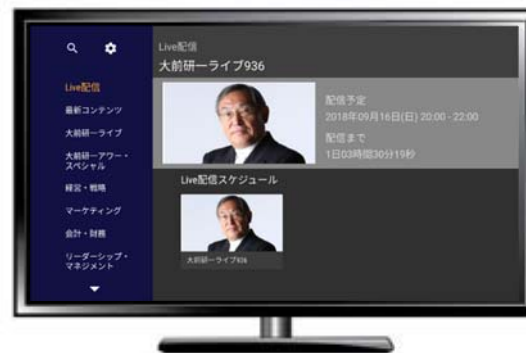 Live配信
最新コンテンツ
大前研一ライブ
大前研一アワー・
スペシャル
経営・戦略
マーケティング
会計・財務
リーダーシップ・
マネジメント
Live配信
大前研一ライブ936
配信予定
2018年09月16日(日) 20:00 - 22:00
配信まで
1日03時間30分19秒
Live配信スケジュール
大前研一ライブ936